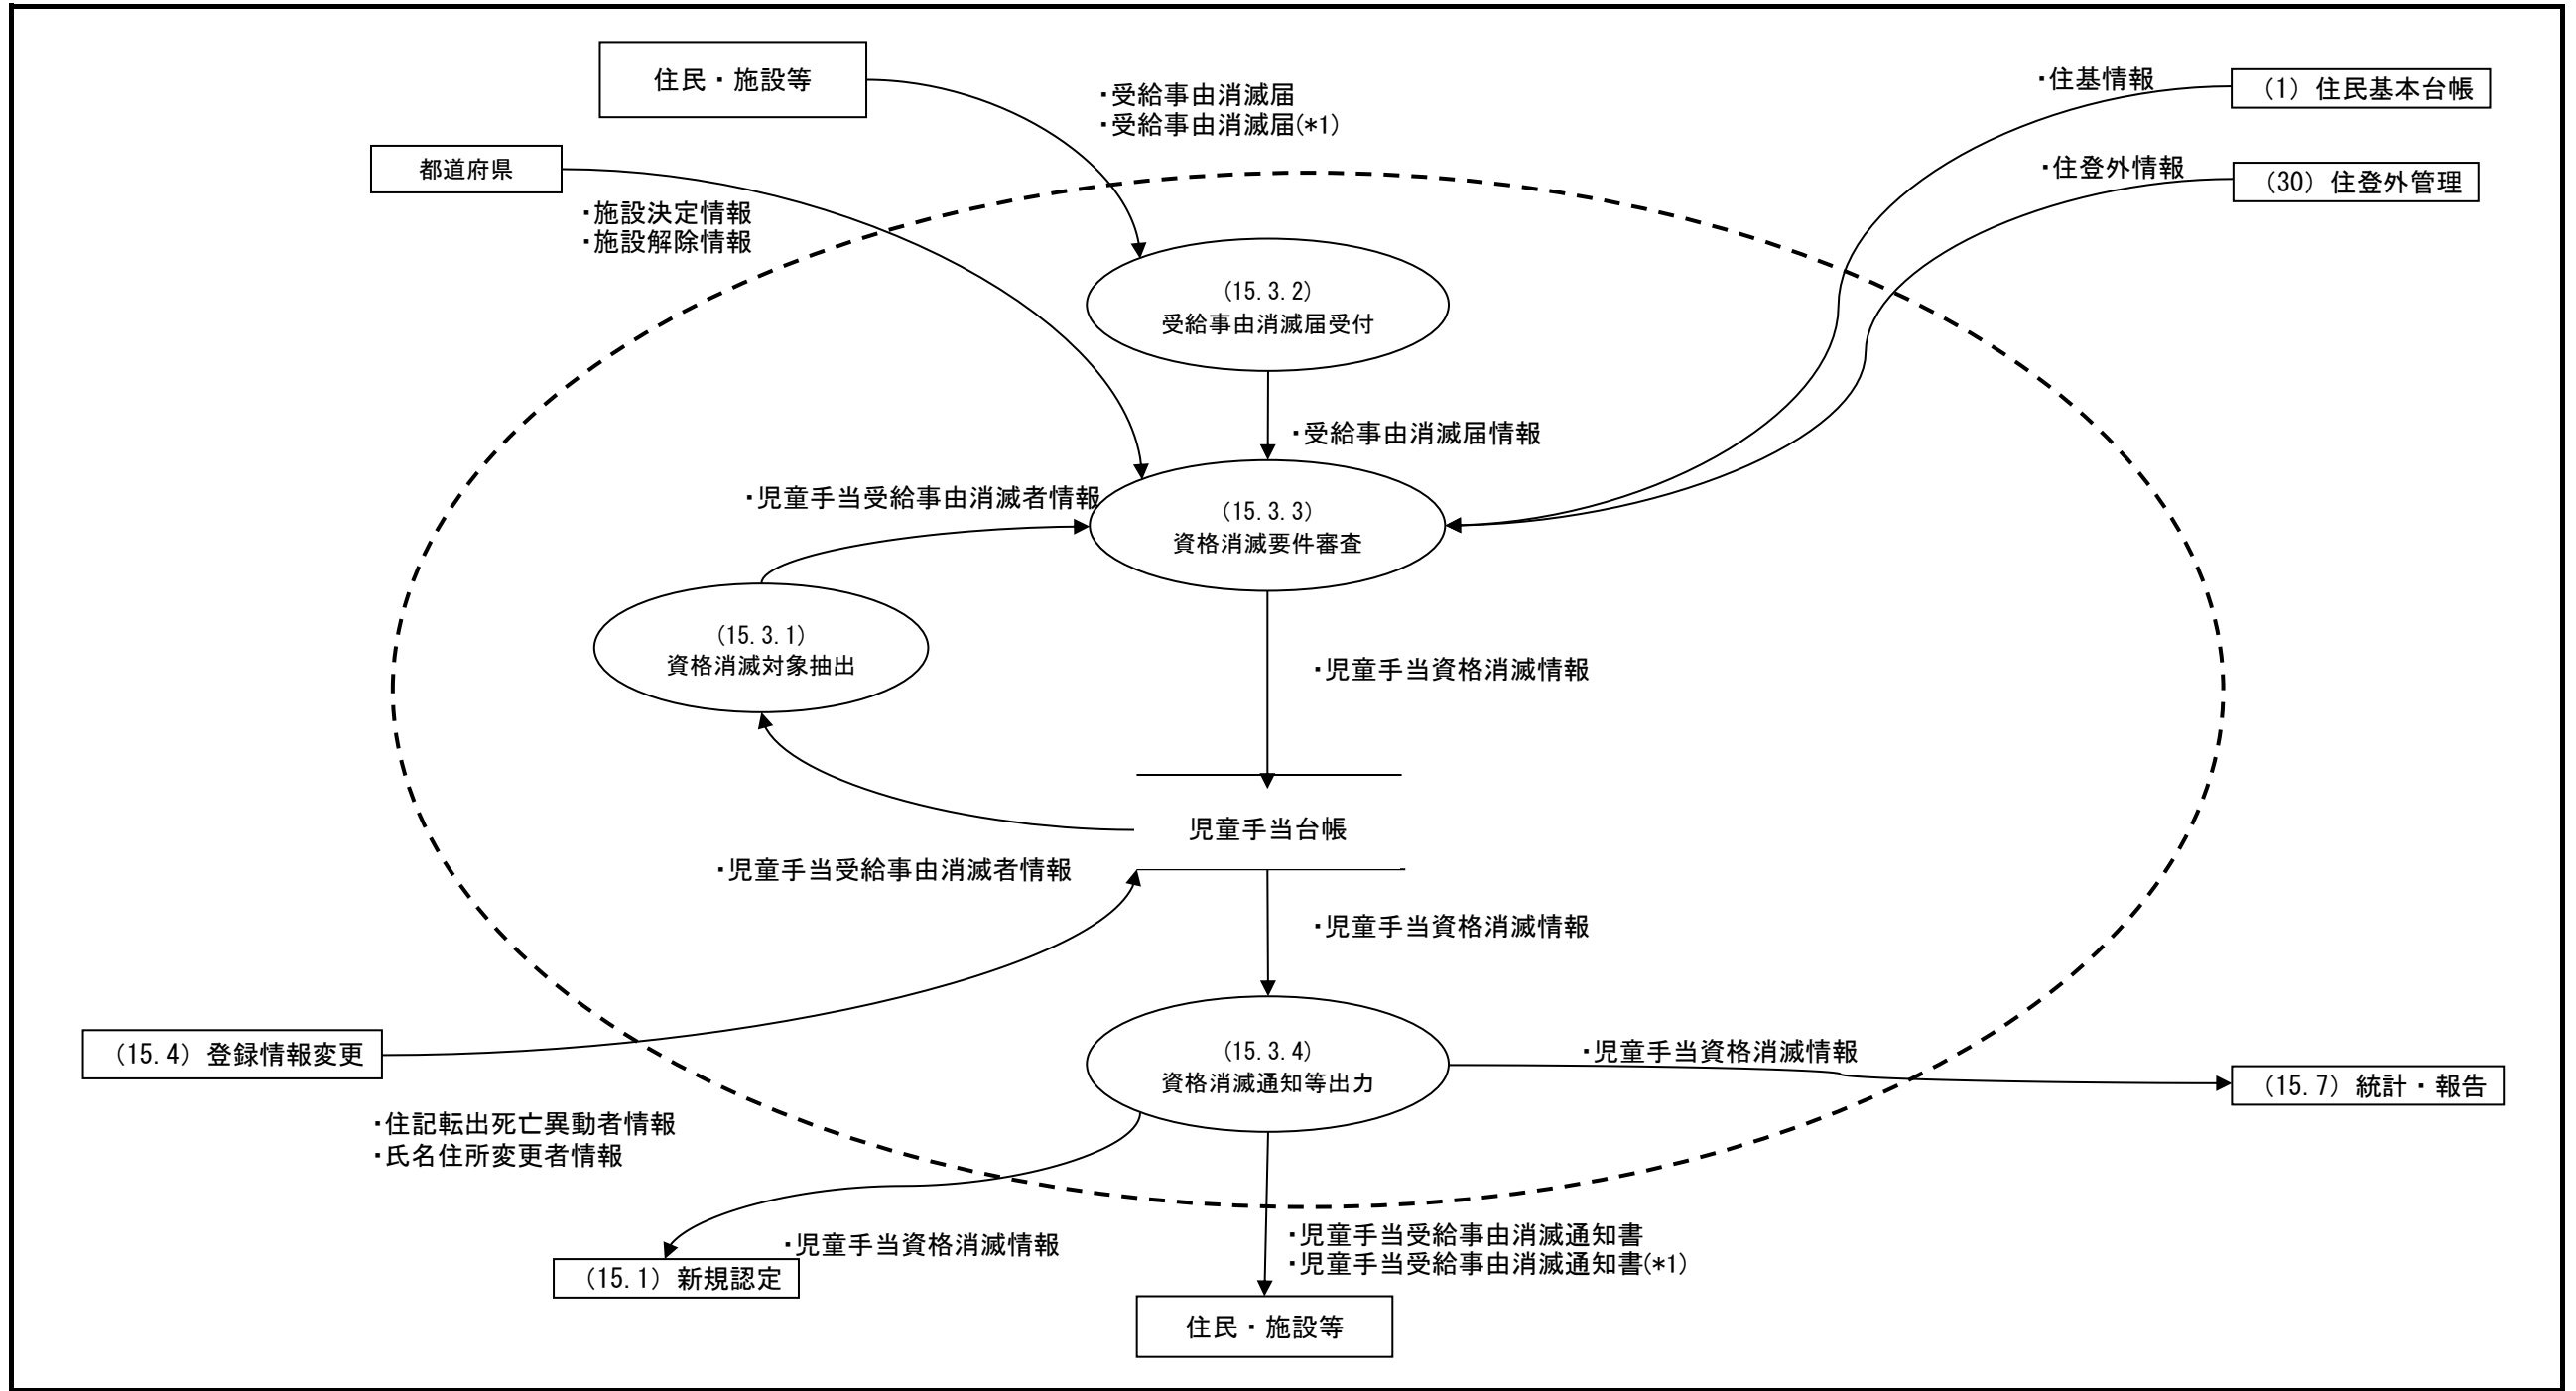 住民・施設等
・受給事由消滅届
・受給事由消滅届(*1)
・住基情報
(1) 住民基本台帳
都道府県
・施設決定情報
・施設解除情報
・住登外情報
(30) 住登外管理
(15.3.2)
受給事由消滅届受付
・受給事由消滅届情報
・児童手当受給事由消滅者情報
(15.3.3)
資格消滅要件審査
(15.3.1)
資格消滅対象抽出
・児童手当資格消滅情報
児童手当台帳
・児童手当受給事由消滅者情報
・児童手当資格消滅情報
(15.4) 登録情報変更
・住記転出死亡異動者情報
・氏名住所変更者情報
(15.3.4)
資格消滅通知等出力
・児童手当資格消滅情報
(15.7) 統計・報告
・児童手当資格消滅情報
(15.1) 新規認定
・児童手当受給事由消滅通知書
・児童手当受給事由消滅通知書(*1)
住民・施設等